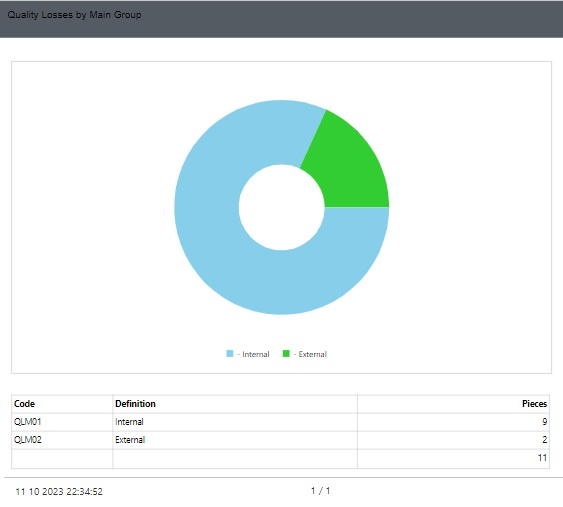 Quality Losses by Main Group
- Internal - External
Code Definition Pieces
QLM01 Internal 9
QLM02 External 2
11
11 10 2023 22:34:52 1 / 1